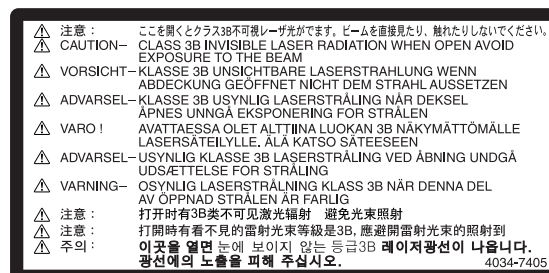 注意： ここを開くとクラス3B不可視レーザ光がでます。ビームを直接見たり、触れたりしないでください。
CAUTION– CLASS 3B INVISIBLE LASER RADIATION WHEN OPEN AVOID
EXPOSURE TO THE BEAM
VORSICHT– KLASSE 3B UNSICHTBARE LASERSTRAHLUNG WENN
ABDECKUNG GEÖFFNET NICHT DEM STRAHL AUSSETZEN
ADVARSEL– KLASSE 3B USYNLIG LASERSTRÅLING NÅR DEKSEL
ÅPNES UNNGÅ EKSPONERING FOR STRÅLEN
VARO ! AVATTAESSA OLET ALTTIINA LUOKAN 3B NÄKYMÄTTÖMÄLLE
LASERSÄTEILYLLE. ÄLÄ KATSO SÄTEESEEN
ADVARSEL– USYNLIG KLASSE 3B LASERSTRÅLING VED ÅBNING UNDGÅ
UDSÆTTELSE FOR STRÅLING
VARNING– OSYNLIG LASERSTRÅLNING KLASS 3B NÄR DENNA DEL
AV ÖPPNAD STRÅLEN ÄR FARLIG
注意： 打开时有3B类不可见激光辐射 避免光束照射
注意： 打開時有看不見的雷射光束等級是3B, 應避開雷射光束的照射到
주의 : 이곳을 열면 눈에 보이지 않는 등급3B 레이저광선이 나옵니다.
광선에의 노출을 피해 주십시오. 4034-7405